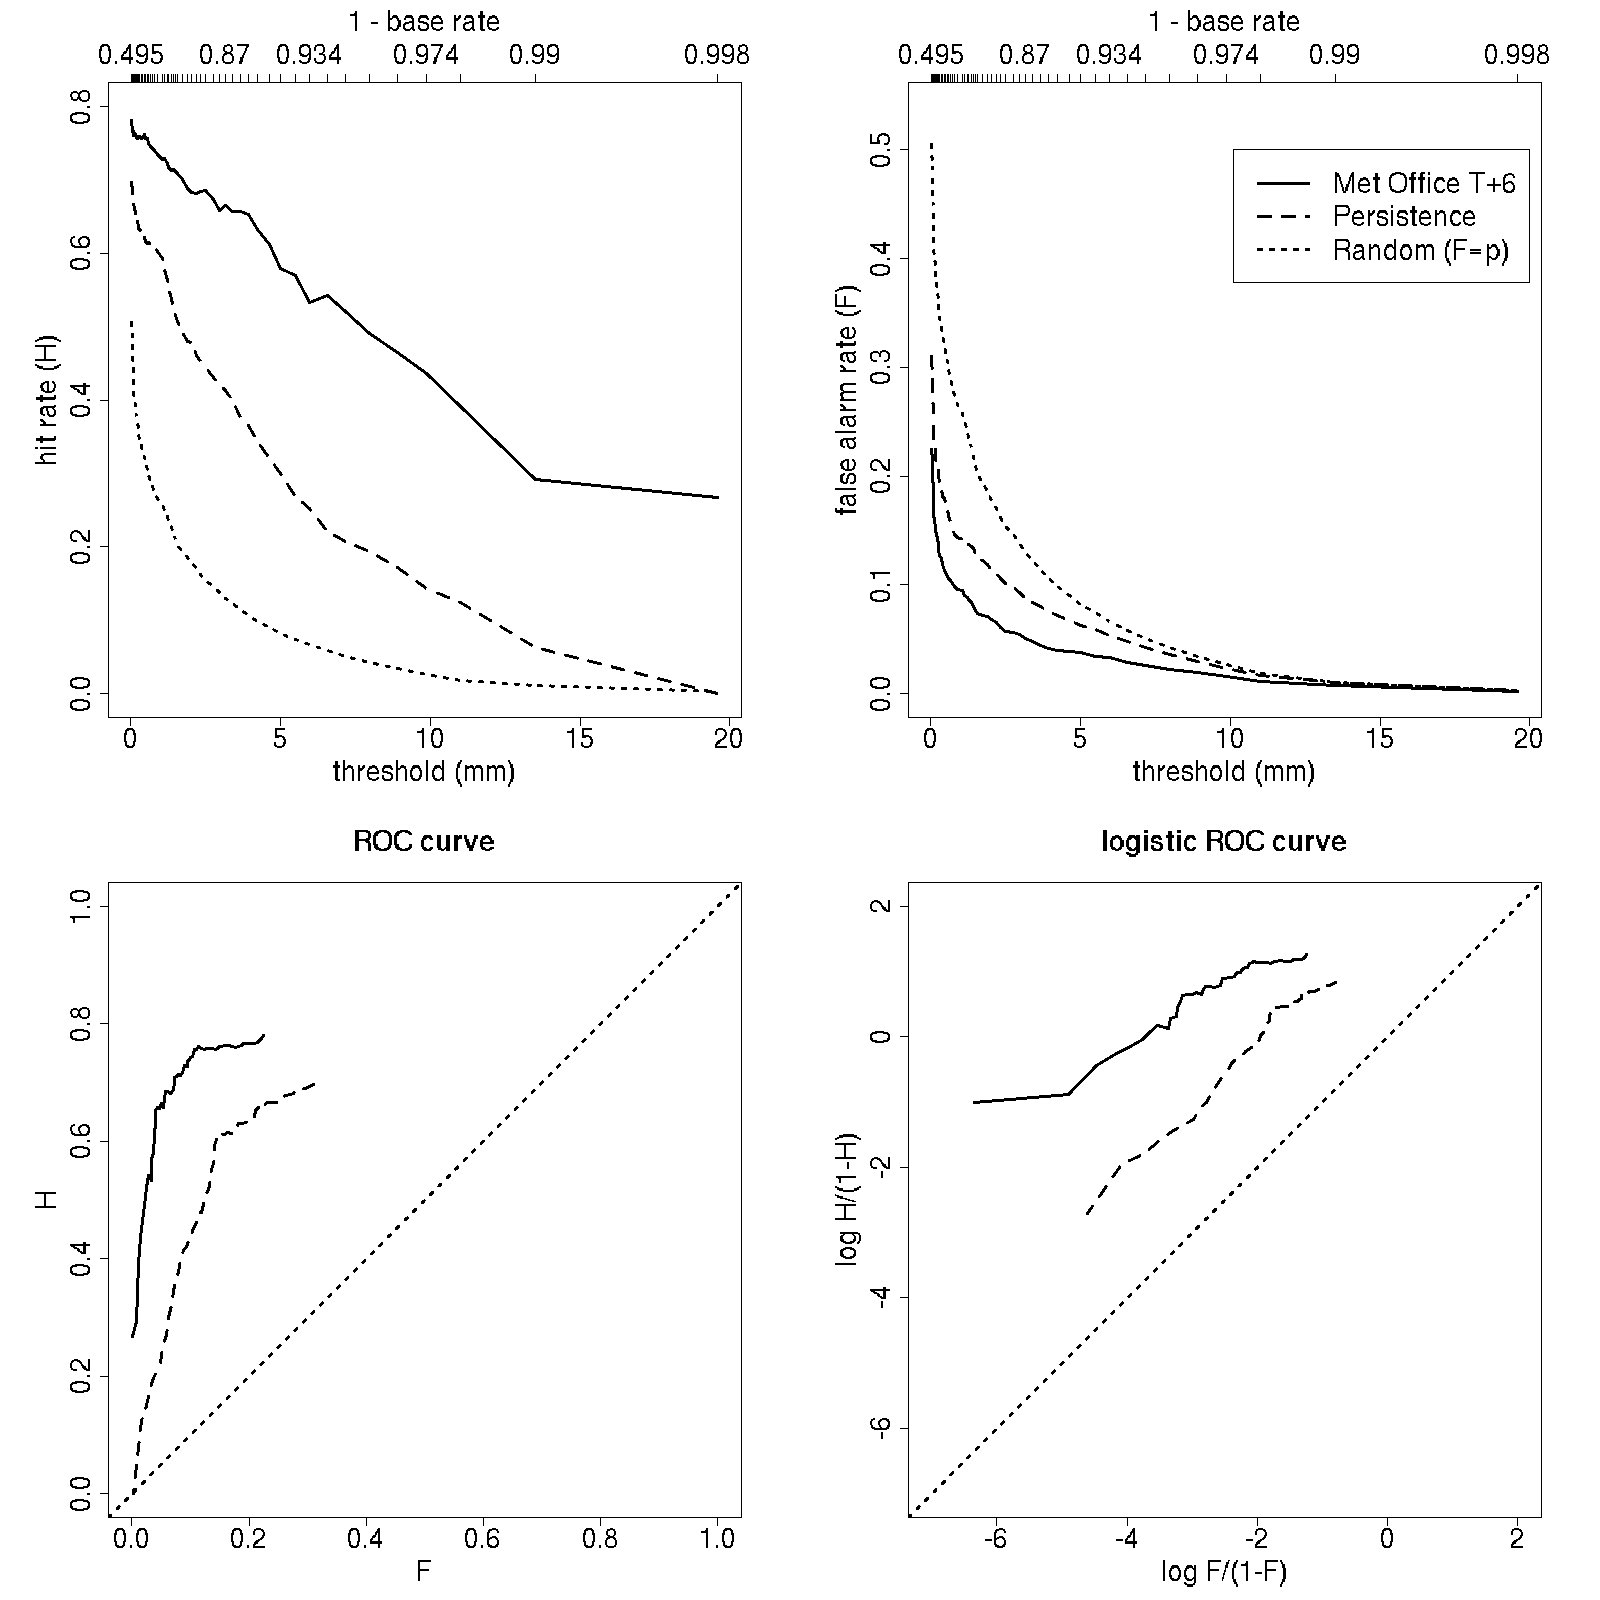 1 - base rate
0.495 0.87 0.934 0.974 0.99 0.998
0.8
0.6
0.4
0.2
0.0
hit rate (H)
0 5 10 15 20
threshold (mm)
1 - base rate
0.495 0.87 0.934 0.974 0.99 0.998
0.5
0.4
0.3
0.2
0.1
0.0
false alarm rate (F)
Met Office T+6
Persistence
Random (F=p)
0 5 10 15 20
threshold (mm)
ROC curve
1.0
0.8
0.6
0.4
0.2
0.0
H
0.0 0.2 0.4 0.6 0.8 1.0
F
logistic ROC curve
2
0
-2
-4
-6
log H/(1-H)
-6 -4 -2 0 2
log F/(1-F)